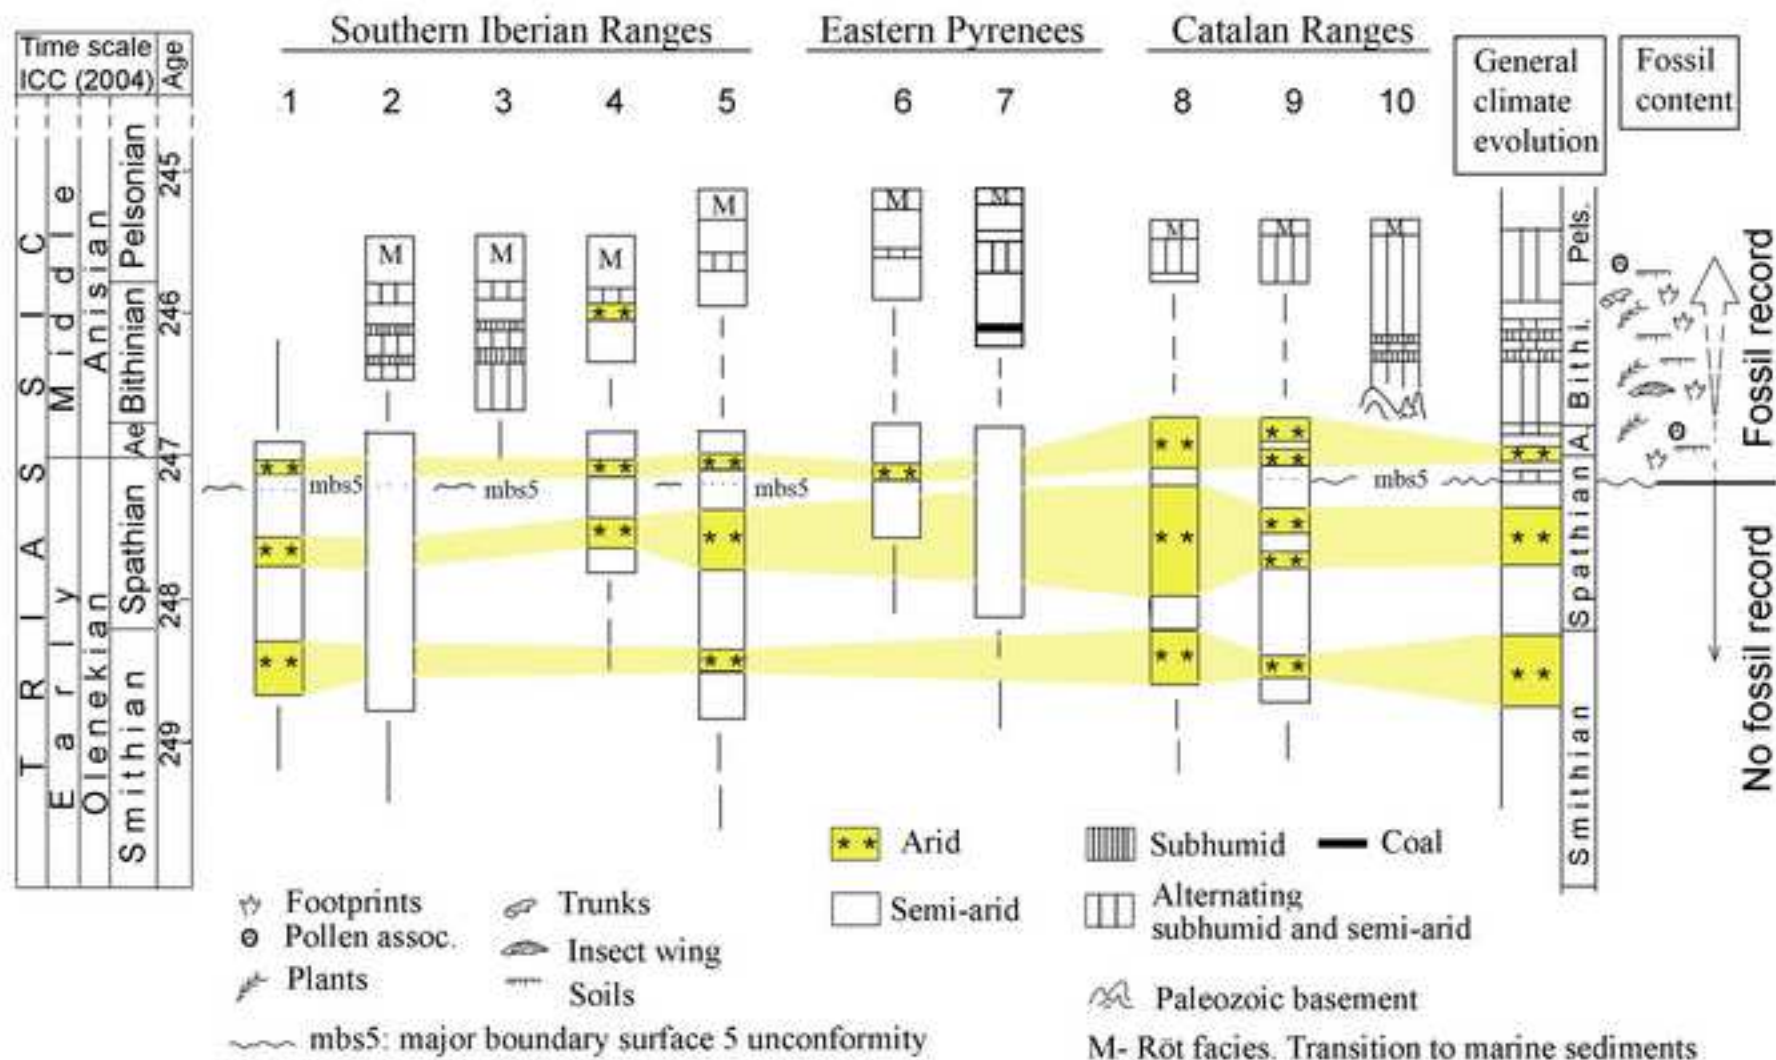 Southern Iberian Ranges
Eastern Pyrenees
Catalan Ranges
Time scale
ICC (2004)
Age
General
climate
evolution
Fossil
content
1 2 3 4 5 6 7 8 9 10
TRIASSIC
Early
Middle
Olenekian
Anisian
Smithian
Spathian
Ae
Bithinian
Pelsonian
245
246
247
248
249
M
M
M
M
M
M
M
M
M
mbs5
mbs5
mbs5
mbs5
Pels.
Bithi.
A
Spathian
Smithian
Fossil record
No fossil record
Arid
Subhumid
Coal
Semi-arid
Alternating
subhumid and semi-arid
Footprints
Trunks
Pollen assoc.
Insect wing
Plants
Soils
Paleozoic basement
mbs5: major boundary surface 5 unconformity
M- Röt facies. Transition to marine sediments